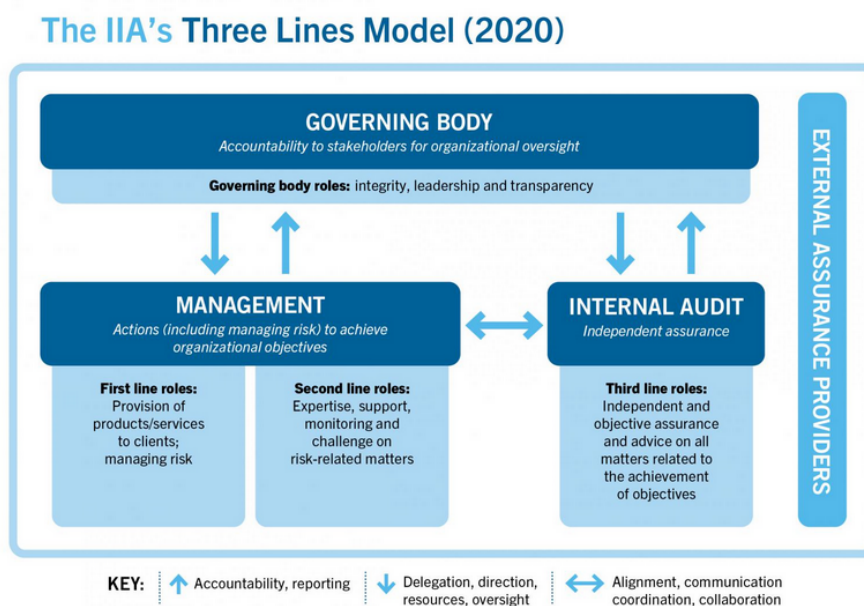 The IIA's Three Lines Model (2020)
GOVERNING BODY
Accountability to stakeholders for organizational oversight
Governing body roles: integrity, leadership and transparency
MANAGEMENT
Actions (including managing risk) to achieve
organizational objectives
First line roles:
Provision of
products/services
to clients;
managing risk
Second line roles:
Expertise, support,
monitoring and
challenge on
risk-related matters
INTERNAL AUDIT
Independent assurance
Third line roles:
Independent and
objective assurance
and advice on all
matters related to
the achievement
of objectives
EXTERNAL ASSURANCE PROVIDERS
KEY:
Accountability, reporting
Delegation, direction,
resources, oversight
Alignment, communication
coordination, collaboration